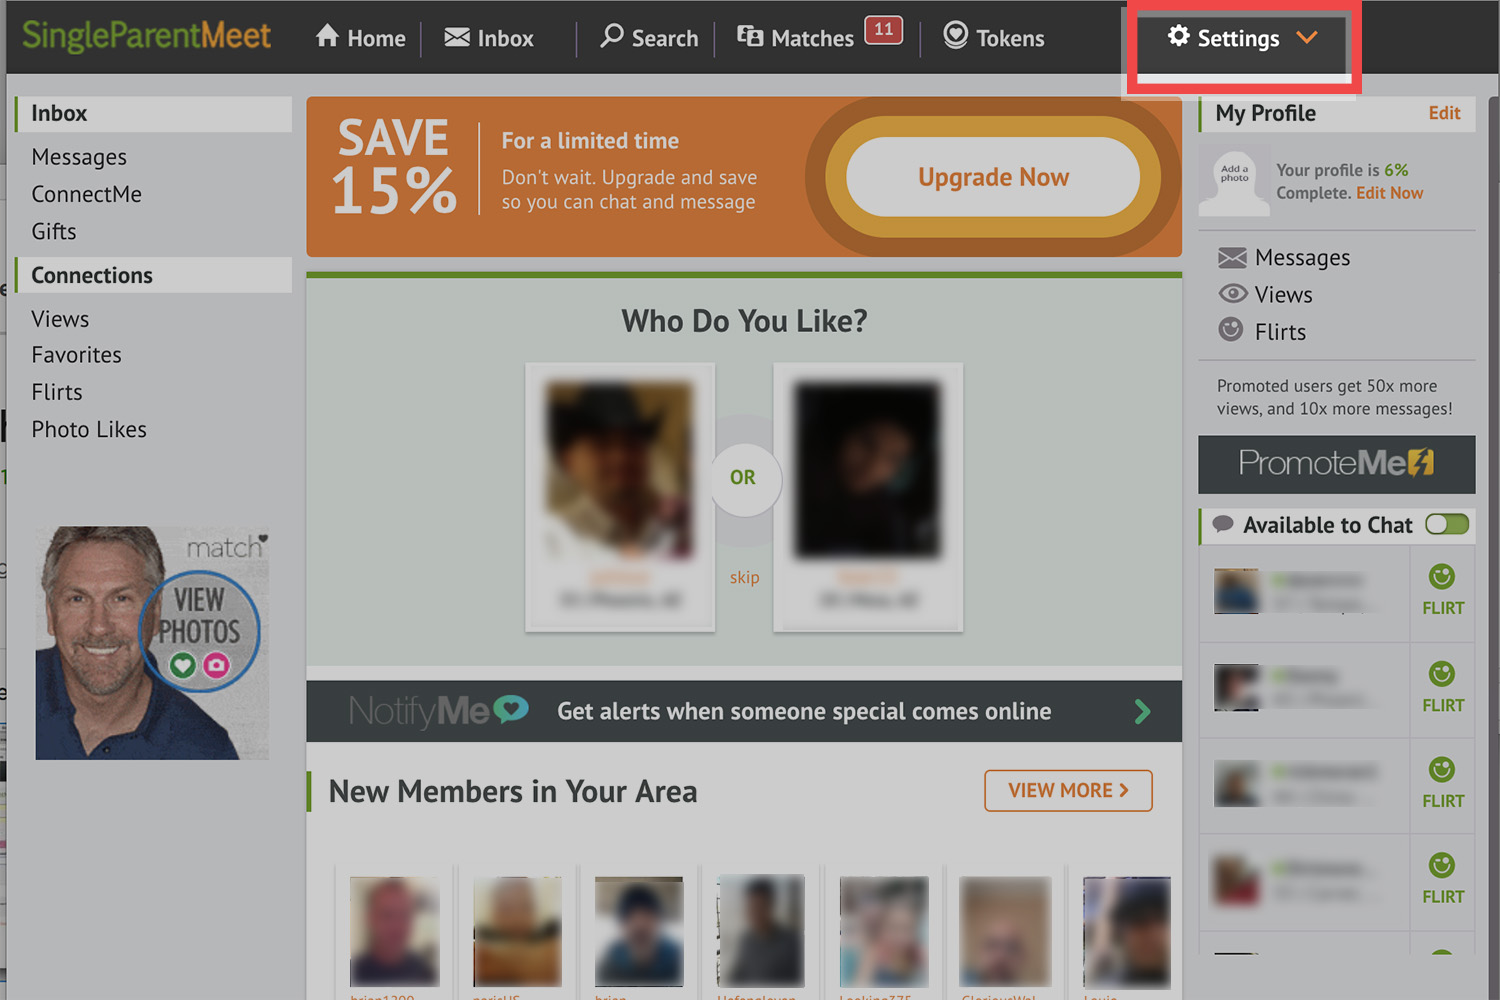 SingleParentMeet
Home
Inbox
Search
Matches
11
Tokens
Settings
Inbox
Messages
ConnectMe
Gifts
Connections
Views
Favorites
Flirts
Photo Likes
match
VIEW
PHOTOS
SAVE
15%
For a limited time
Don't wait. Upgrade and save
so you can chat and message
Upgrade Now
Who Do You Like?
OR
skip
NotifyMe
Get alerts when someone special comes online
New Members in Your Area
VIEW MORE
My Profile
Edit
Add a
photo
Your profile is 6%
Complete. Edit Now
Messages
Views
Flirts
Promoted users get 50x more
views, and 10x more messages!
PromoteMe
Available to Chat
FLIRT
FLIRT
FLIRT
FLIRT